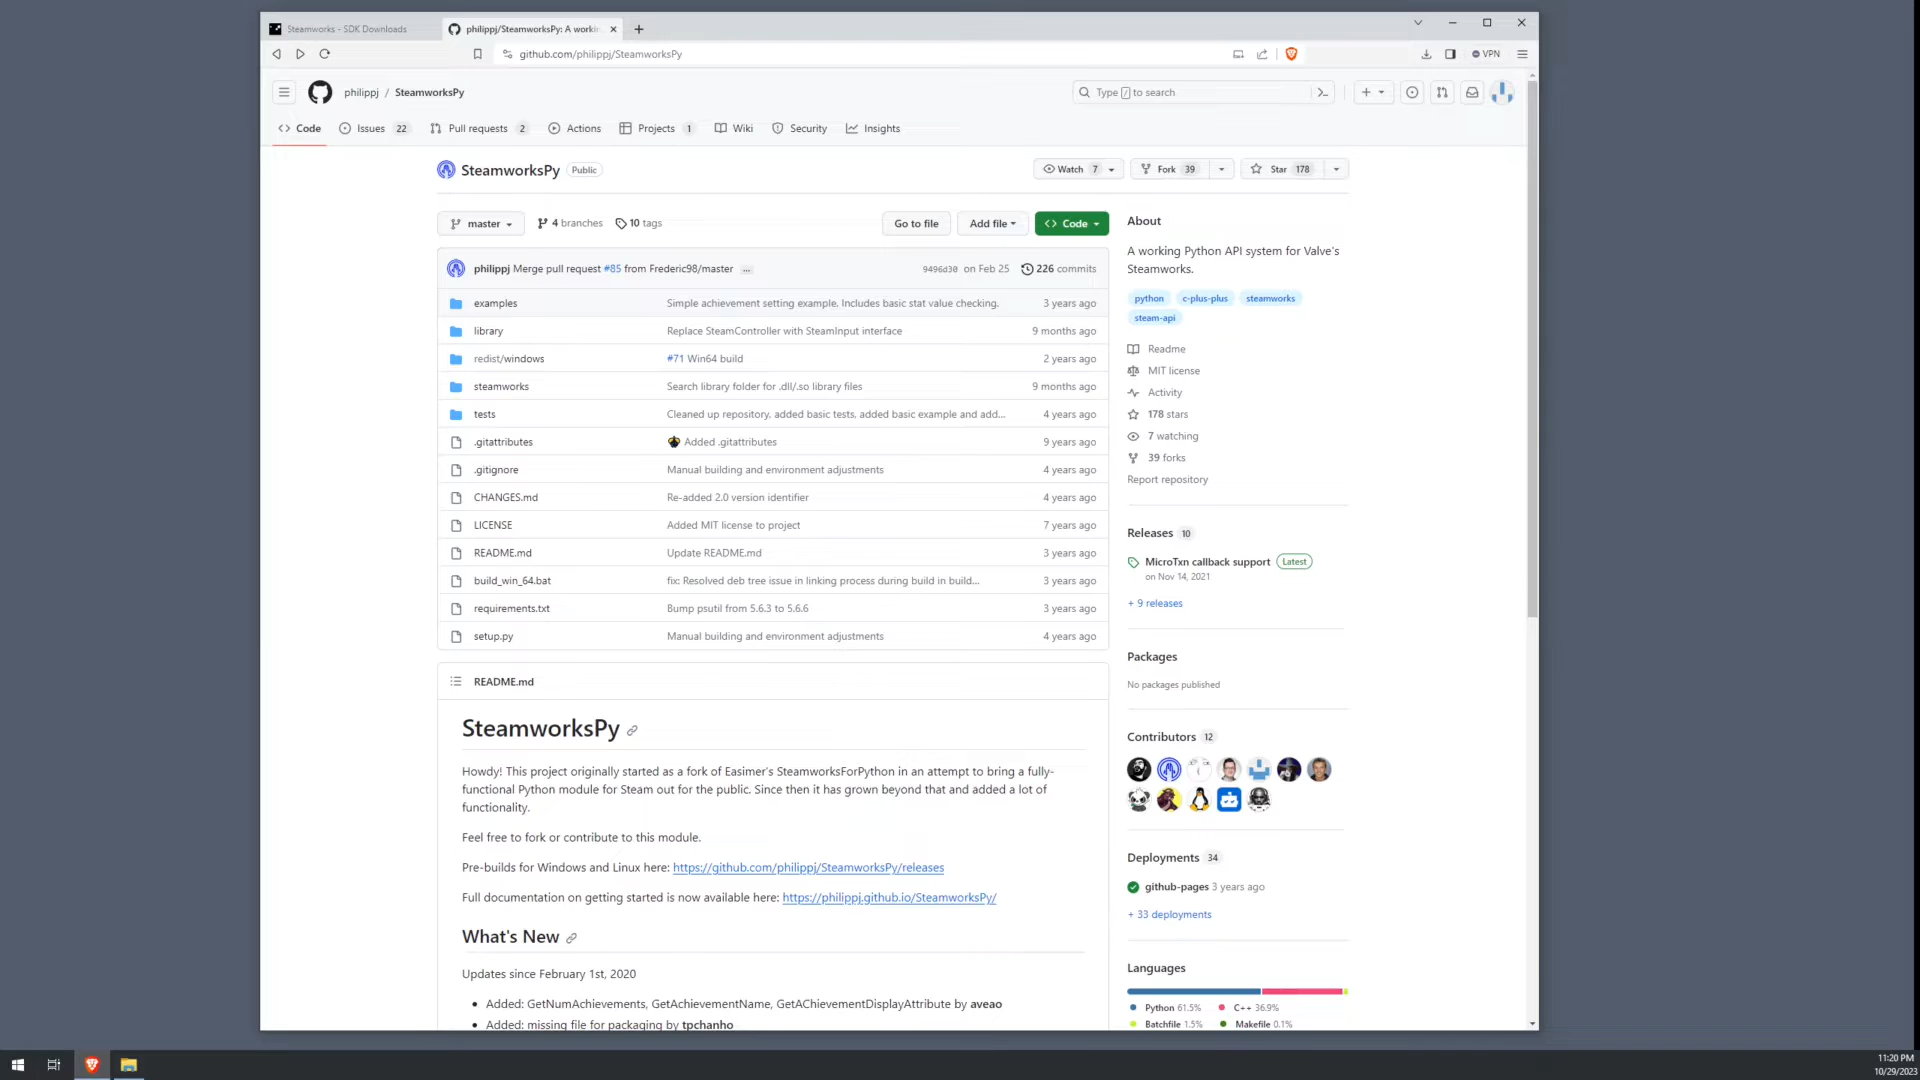 Steamworks - SDK Downloads
philippj/SteamworksPy: A workin
github.com/philippj/SteamworksPy
VPN
philippj / SteamworksPy
Type / to search
Code
Issues 22
Pull requests 2
Actions
Projects 1
Wiki
Security
Insights
SteamworksPy Public
Watch 7
Fork 39
Star 178
master
4 branches
10 tags
Go to file
Add file
Code
philippj Merge pull request #85 from Frederic98/master ...
9496d30 on Feb 25
226 commits
examples Simple achievement setting example. Includes basic stat value checking. 3 years ago
library Replace SteamController with SteamInput interface 9 months ago
redist/windows #71 Win64 build 2 years ago
steamworks Search library folder for .dll/.so library files 9 months ago
tests Cleaned up repository, added basic tests, added basic example and add... 4 years ago
.gitattributes Added .gitattributes 9 years ago
.gitignore Manual building and environment adjustments 4 years ago
CHANGES.md Re-added 2.0 version identifier 4 years ago
LICENSE Added MIT license to project 7 years ago
README.md Update README.md 3 years ago
build_win_64.bat fix: Resolved deb tree issue in linking process during build in build... 3 years ago
requirements.txt Bump psutil from 5.6.3 to 5.6.6 3 years ago
setup.py Manual building and environment adjustments 4 years ago
README.md
SteamworksPy
Howdy! This project originally started as a fork of Easimer's SteamworksForPython in an attempt to bring a fully-
functional Python module for Steam out for the public. Since then it has grown beyond that and added a lot of
functionality.
Feel free to fork or contribute to this module.
Pre-builds for Windows and Linux here: https://github.com/philippj/SteamworksPy/releases
Full documentation on getting started is now available here: https://philippj.github.io/SteamworksPy/
What's New
Updates since February 1st, 2020
• Added: GetNumAchievements, GetAchievementName, GetAChievementDisplayAttribute by aveao
• Added: missing file for packaging by tpchanho
About
A working Python API system for Valve's
Steamworks.
python c-plus-plus steamworks
steam-api
Readme
MIT license
Activity
178 stars
7 watching
39 forks
Report repository
Releases 10
MicroTxn callback support Latest
on Nov 14, 2021
+ 9 releases
Packages
No packages published
Contributors 12
Deployments 34
github-pages 3 years ago
+ 33 deployments
Languages
Python 61.5% C++ 36.9%
Batchfile 1.5% Makefile 0.1%
11:20 PM
10/29/2023